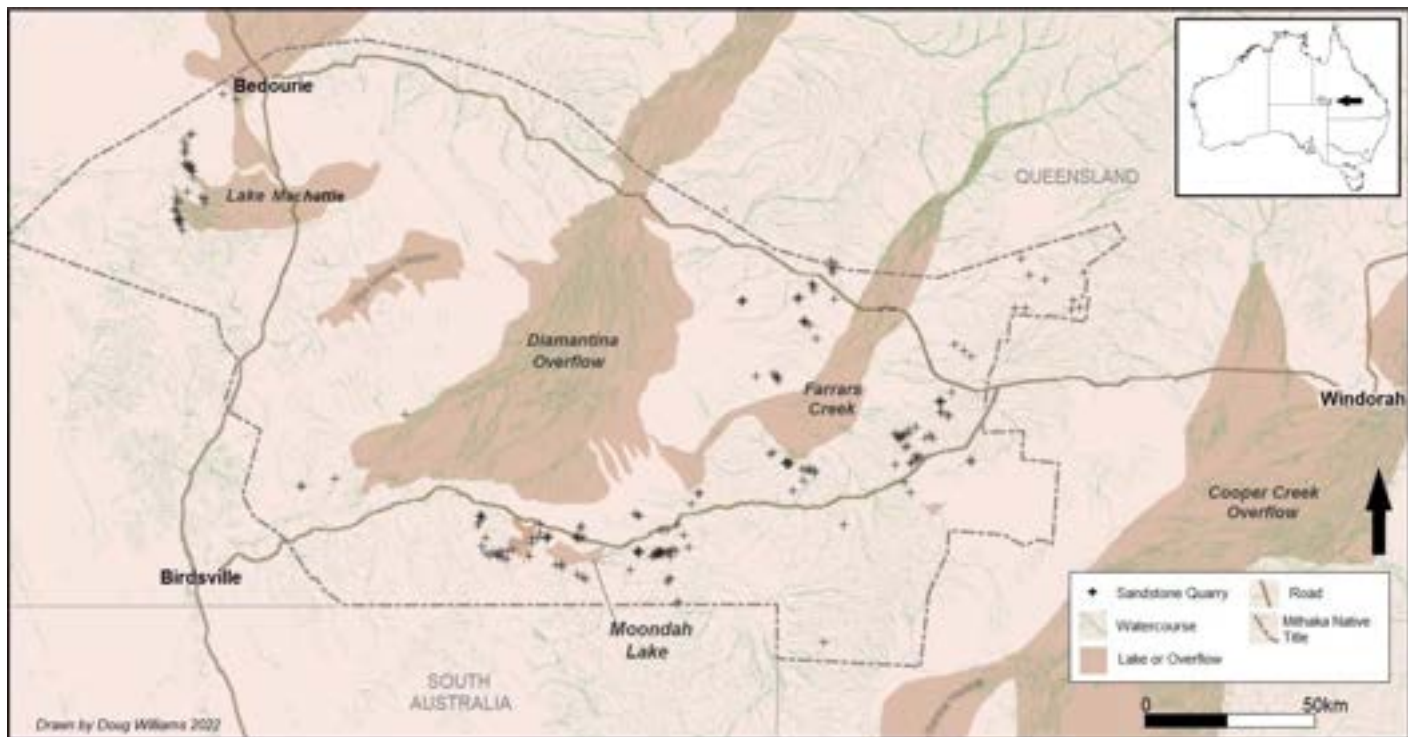 Bedourie
Lake Machattie
QUEENSLAND
Diamantina
Overflow
Farrars
Creek
Windorah
Cooper Creek
Overflow
Birdsville
Moondah
Lake
SOUTH
AUSTRALIA
Sandstone Quarry
Road
Watercourse
Mithaka Native
Title
Lake or Overflow
0
50km
Drawn by Doug Williams 2022